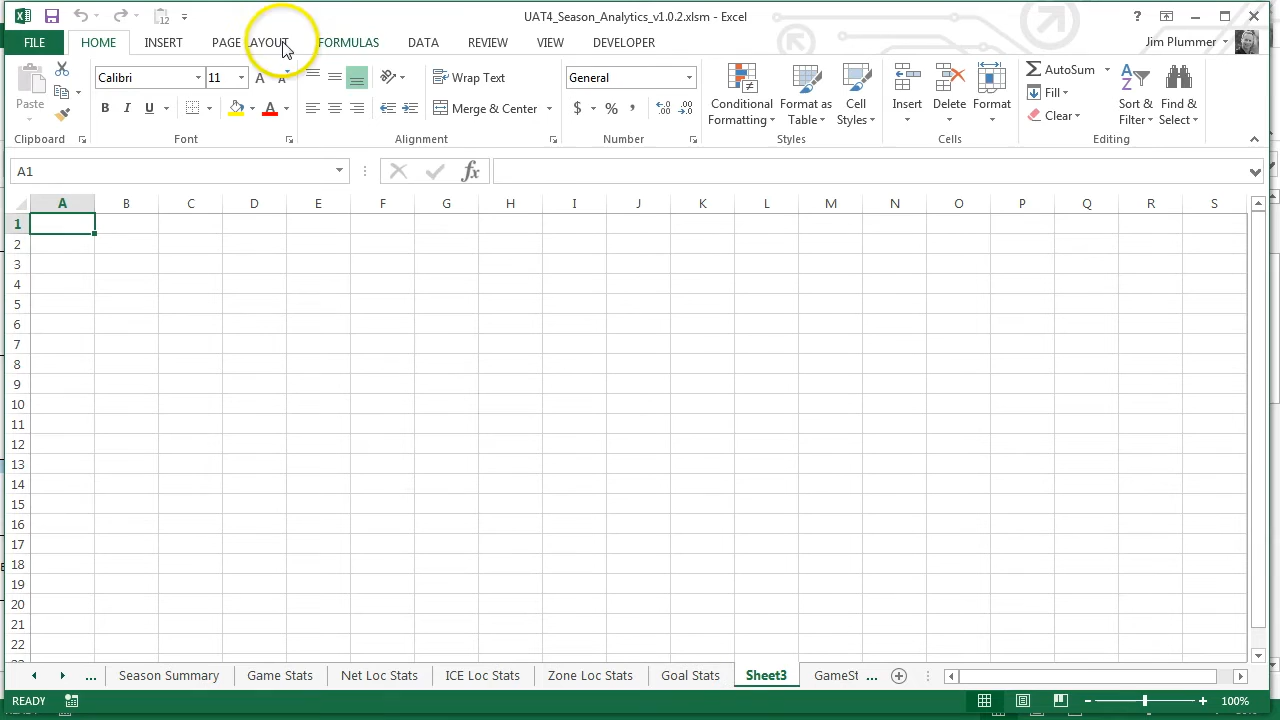 UAT4_Season_Analytics_v1.0.2.xlsm - Excel
FILE HOME INSERT PAGE LAYOUT FORMULAS DATA REVIEW VIEW DEVELOPER Jim Plummer
Calibri 11 Wrap Text General AutoSum
Paste Merge & Center $ % Conditional Formatting Format as Table Cell Styles Insert Delete Format Fill Clear Sort & Filter Find & Select
Clipboard Font Alignment Number Styles Cells Editing
A1 fx
A B C D E F G H I J K L M N O P Q R S
1
2
3
4
5
6
7
8
9
10
11
12
13
14
15
16
17
18
19
20
21
22
... Season Summary Game Stats Net Loc Stats ICE Loc Stats Zone Loc Stats Goal Stats Sheet3 GameSt ...
READY 100%